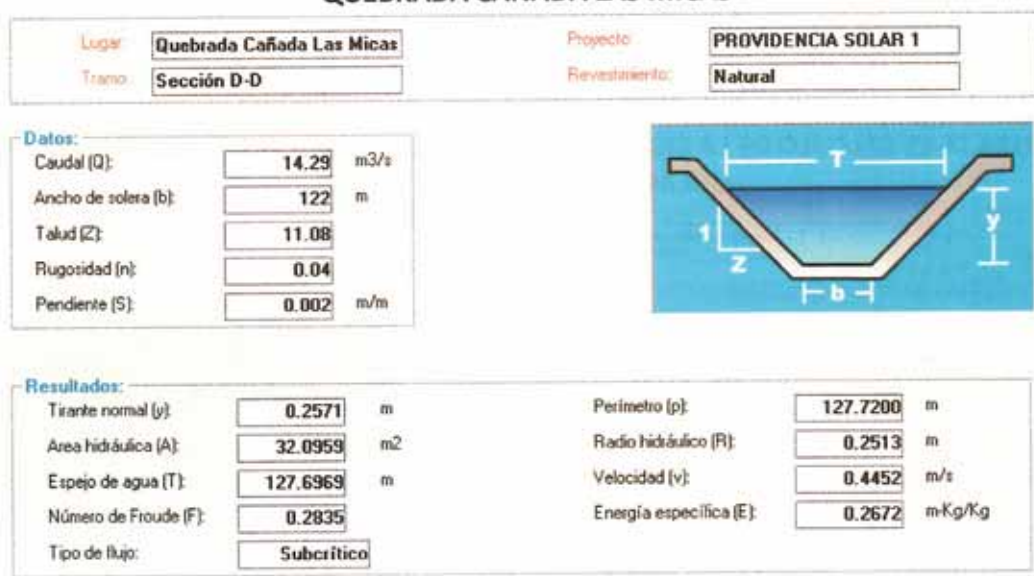 Lugar: Quebrada Cañada Las Micas Proyecto: PROVIDENCIA SOLAR 1
Tramo: Sección D-D Revestimiento: Natural
Datos:
Caudal (Q): 14.29 m3/s
Ancho de solera (b): 122 m
Talud (Z): 11.08
Rugosidad (n): 0.04
Pendiente (S): 0.002 m/m
T
y
1
Z
b
Resultados:
Tirante normal (y): 0.2571 m Perímetro (p): 127.7200 m
Area hidráulica (A): 32.0959 m2 Radio hidráulico (R): 0.2513 m
Espejo de agua (T): 127.6969 m Velocidad (v): 0.4452 m/s
Número de Froude (F): 0.2835 Energía específica (E): 0.2672 m-Kg/Kg
Tipo de flujo: Subcrítico